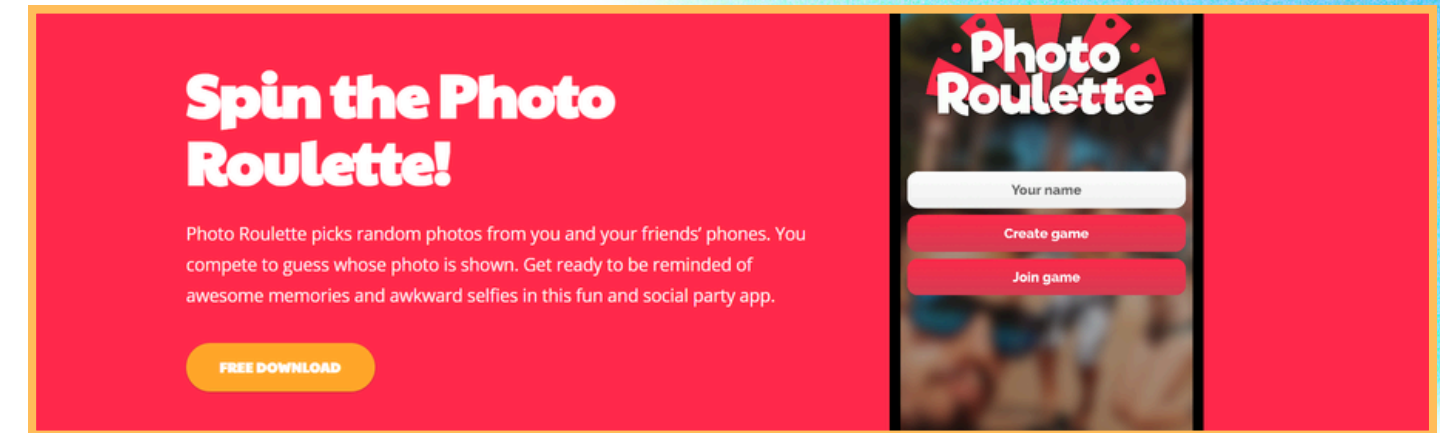 Spin the Photo
Roulette!
Photo Roulette picks random photos from you and your friends’ phones. You
compete to guess whose photo is shown. Get ready to be reminded of
awesome memories and awkward selfies in this fun and social party app.
FREE DOWNLOAD
Photo
Roulette
Your name
Create game
Join game